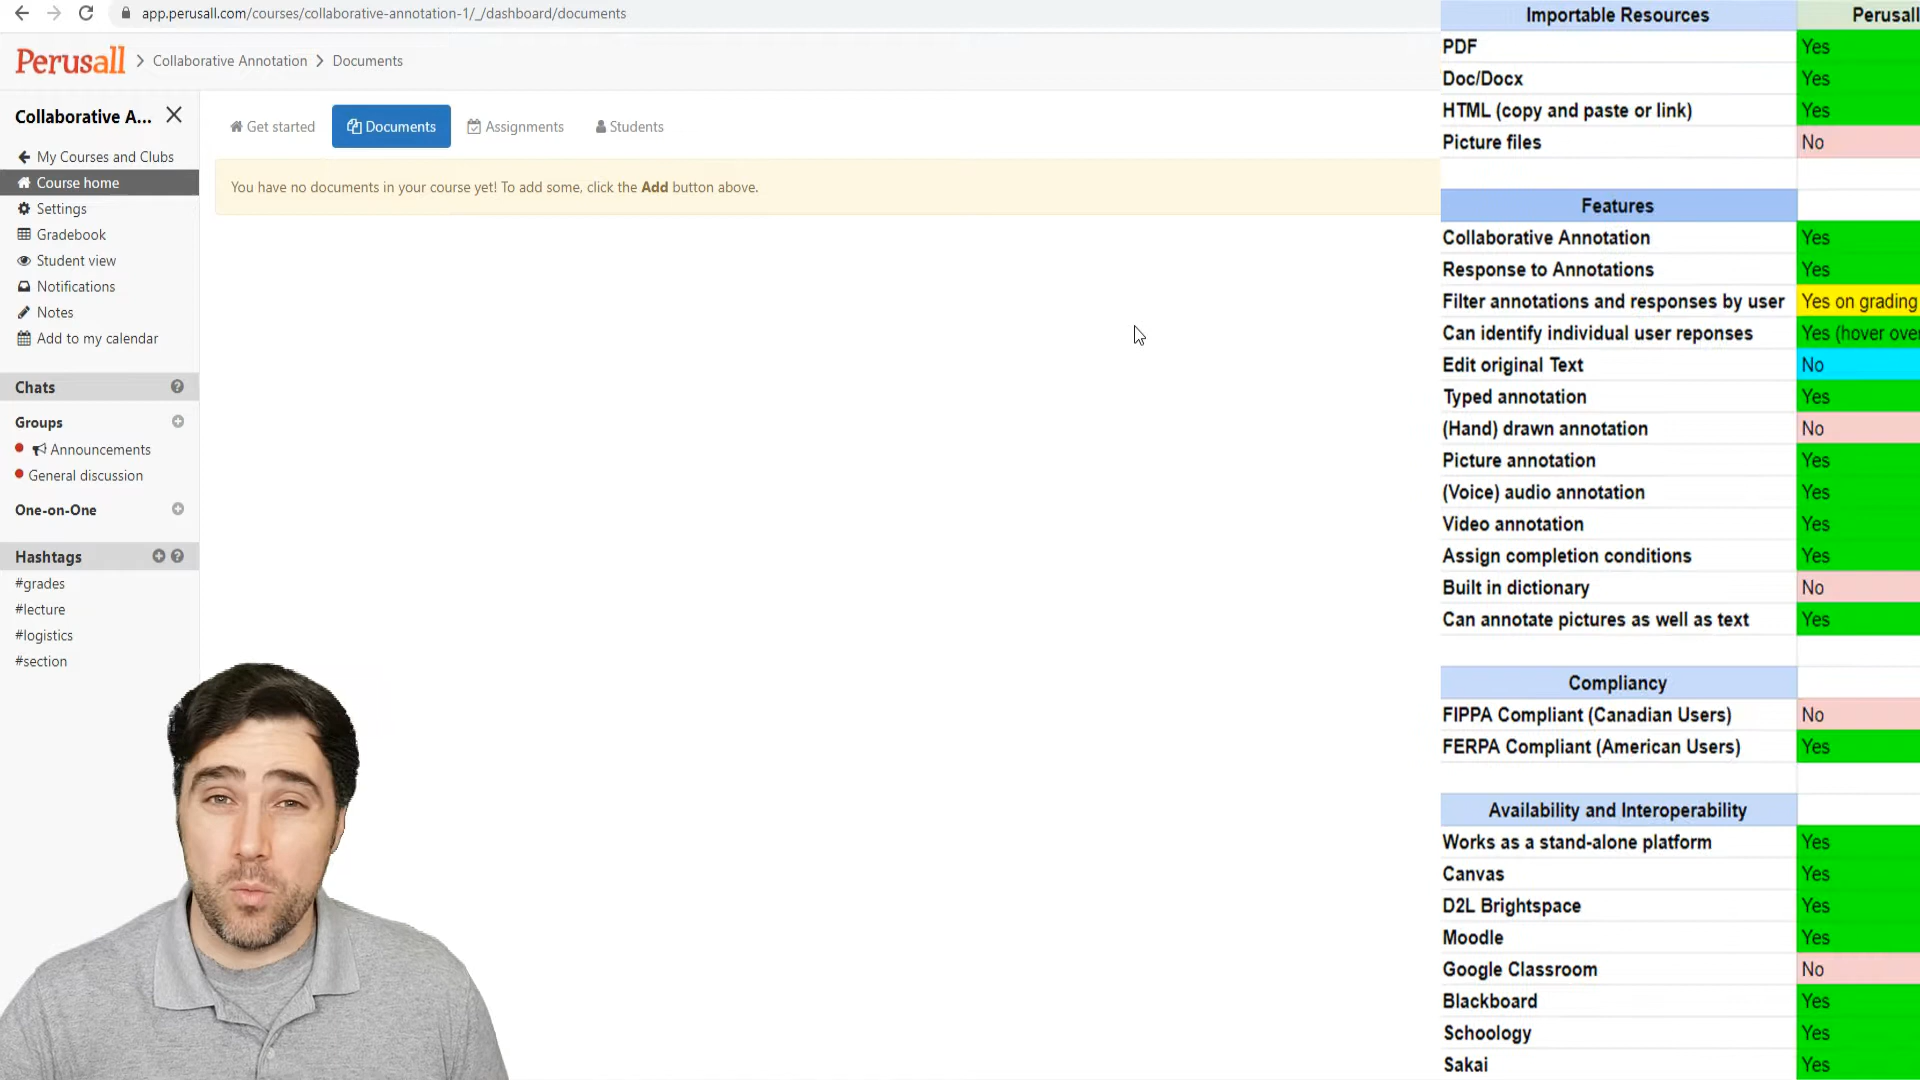 app.perusall.com/courses/collaborative-annotation-1/_/dashboard/documents
Perusall
Collaborative Annotation
Documents
Collaborative A...
My Courses and Clubs
Course home
Settings
Gradebook
Student view
Notifications
Notes
Add to my calendar
Chats
Groups
Announcements
General discussion
One-on-One
Hashtags
#grades
#lecture
#logistics
#section
Get started
Documents
Assignments
Students
You have no documents in your course yet! To add some, click the Add button above.
Importable Resources Perusall
PDF Yes
Doc/Docx Yes
HTML (copy and paste or link) Yes
Picture files No
Features
Collaborative Annotation Yes
Response to Annotations Yes
Filter annotations and responses by user Yes on grading
Can identify individual user reponses Yes (hover over
Edit original Text No
Typed annotation Yes
(Hand) drawn annotation No
Picture annotation Yes
(Voice) audio annotation Yes
Video annotation Yes
Assign completion conditions Yes
Built in dictionary No
Can annotate pictures as well as text Yes
Compliancy
FIPPA Compliant (Canadian Users) No
FERPA Compliant (American Users) Yes
Availability and Interoperability
Works as a stand-alone platform Yes
Canvas Yes
D2L Brightspace Yes
Moodle Yes
Google Classroom No
Blackboard Yes
Schoology Yes
Sakai Yes